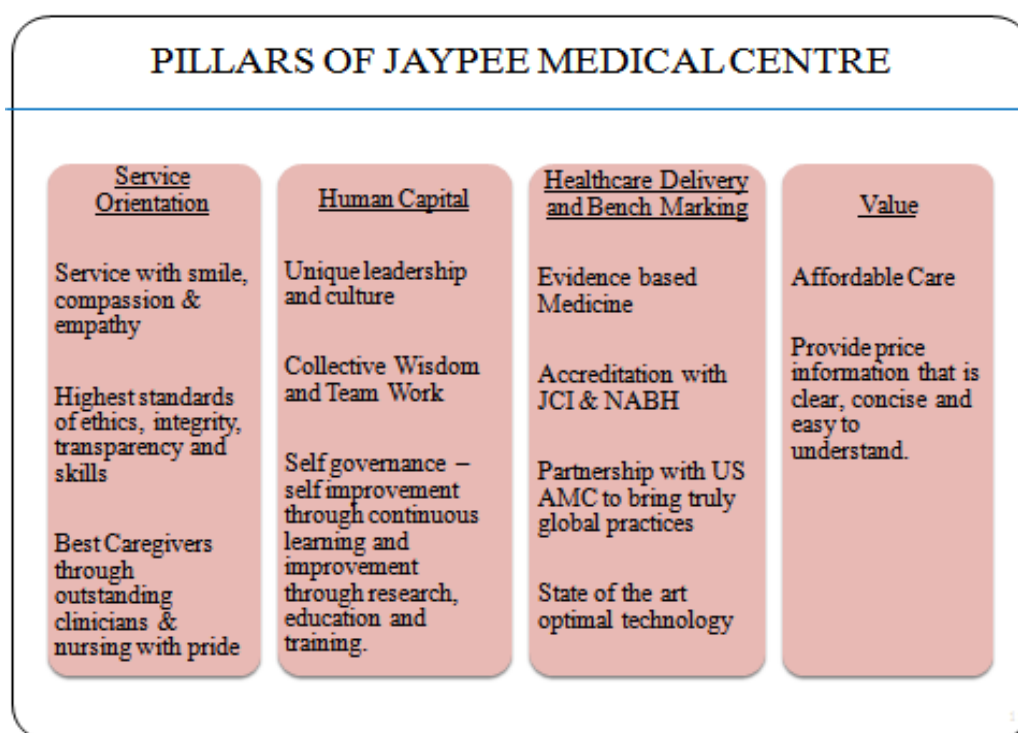 PILLARS OF JAYPEE MEDICAL CENTRE
Service
Orientation
Service with smile,
compassion &
empathy
Highest standards
of ethics, integrity,
transparency and
skills
Best Caregivers
through
outstanding
clinicians &
nursing with pride
Human Capital
Unique leadership
and culture
Collective Wisdom
and Team Work
Self governance –
self improvement
through continuous
learning and
improvement
through research,
education and
training.
Healthcare Delivery
and Bench Marking
Evidence based
Medicine
Accreditation with
JCI & NABH
Partnership with US
AMC to bring truly
global practices
State of the art
optimal technology
Value
Affordable Care
Provide price
information that is
clear, concise and
easy to
understand.